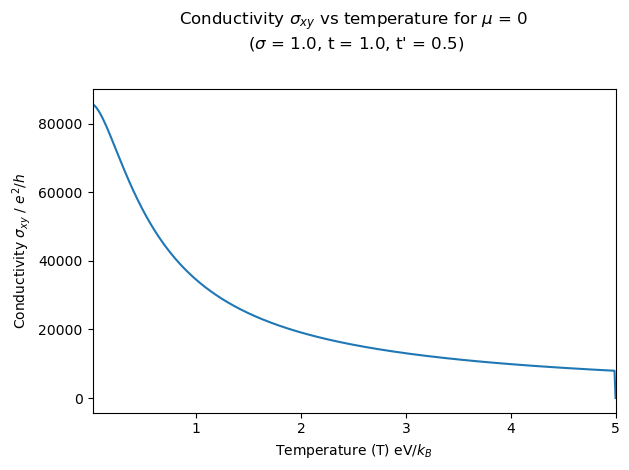 Conductivity σxy vs temperature for μ = 0
(σ = 1.0, t = 1.0, t' = 0.5)
80000
60000
40000
20000
0
Conductivity σxy / e²/h
1
2
3
4
5
Temperature (T) eV/kB